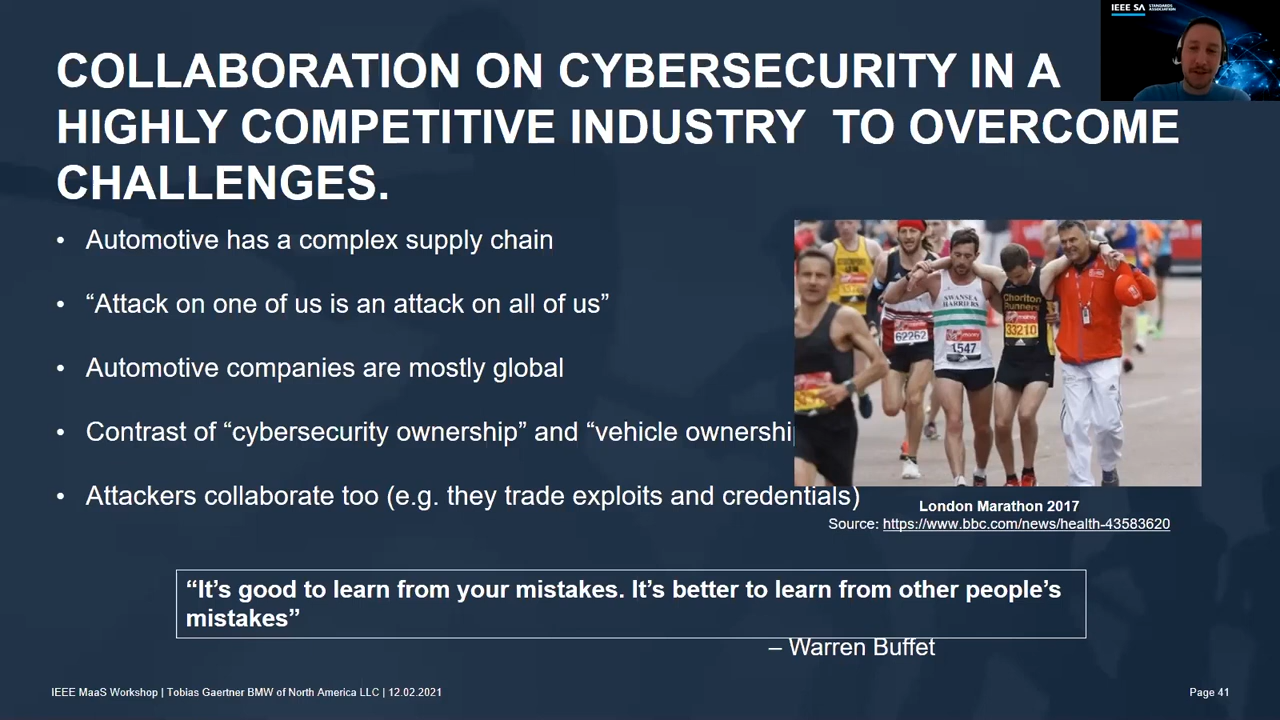 IEEE SA STANDARDS ASSOCIATION
COLLABORATION ON CYBERSECURITY IN A
HIGHLY COMPETITIVE INDUSTRY TO OVERCOME
CHALLENGES.
• Automotive has a complex supply chain
• “Attack on one of us is an attack on all of us”
• Automotive companies are mostly global
• Contrast of “cybersecurity ownership” and “vehicle ownershi
• Attackers collaborate too (e.g. they trade exploits and credentials)
SWANSEA
HARRIERS
Chorlton
Runners
62262
1547
33210
London Marathon 2017
Source: https://www.bbc.com/news/health-43583620
“It’s good to learn from your mistakes. It’s better to learn from other people’s
mistakes”
– Warren Buffet
IEEE MaaS Workshop | Tobias Gaertner BMW of North America LLC | 12.02.2021
Page 41